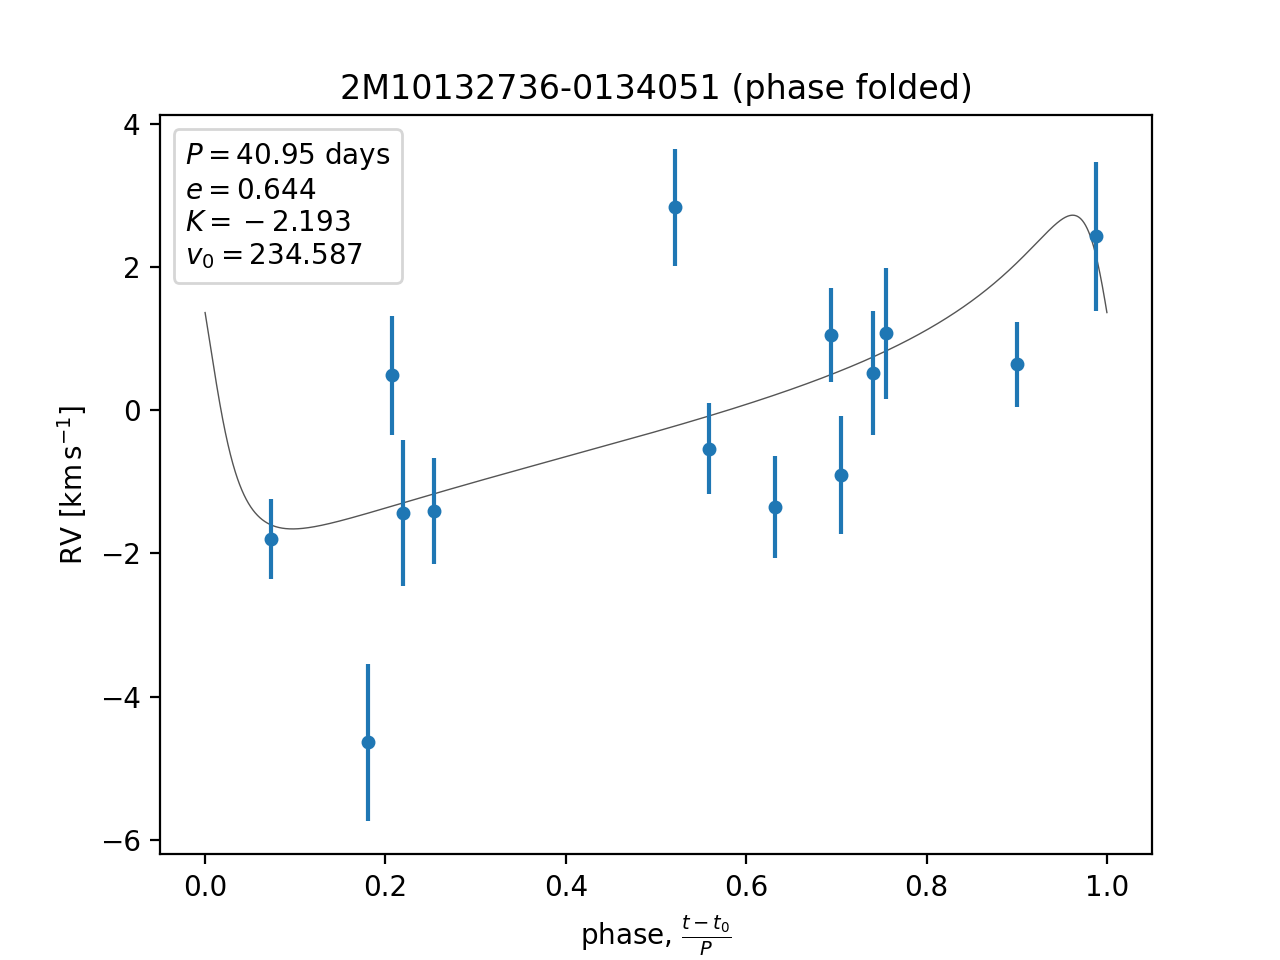 2M10132736-0134051 (phase folded)
P = 40.95 days
e = 0.644
K = −2.193
v₀ = 234.587
4
2
0
−2
−4
−6
RV [km s⁻¹]
0.0 0.2 0.4 0.6 0.8 1.0
phase, (t − t₀)/P